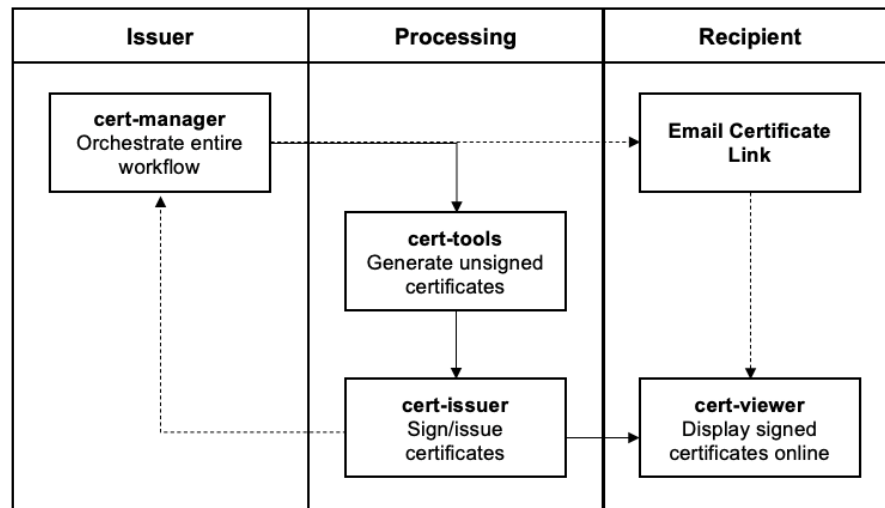 Issuer
Processing
Recipient
cert-manager
Orchestrate entire
workflow
Email Certificate
Link
cert-tools
Generate unsigned
certificates
cert-issuer
Sign/issue
certificates
cert-viewer
Display signed
certificates online